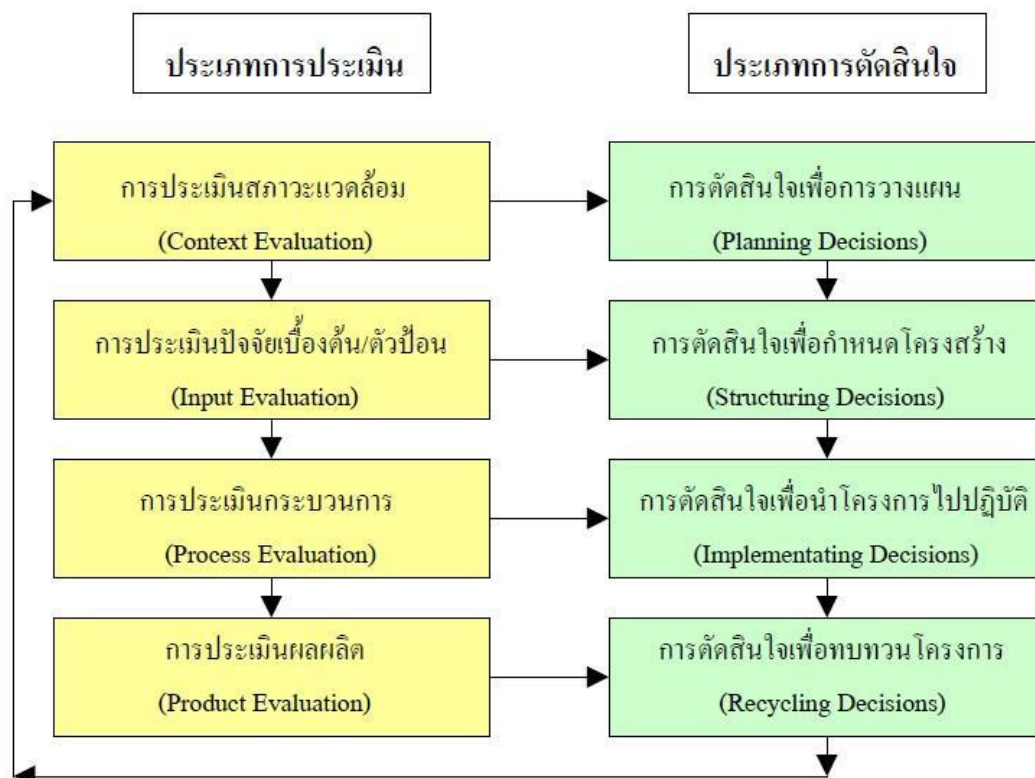 ประเภทการประเมิน
ประเภทการตัดสินใจ
การประเมินสภาวะแวดล้อม
(Context Evaluation)
การตัดสินใจเพื่อการวางแผน
(Planning Decisions)
การประเมินปัจจัยเบื้องต้น/ตัวป้อน
(Input Evaluation)
การตัดสินใจเพื่อกำหนดโครงสร้าง
(Structuring Decisions)
การประเมินกระบวนการ
(Process Evaluation)
การตัดสินใจเพื่อนำโครงการไปปฏิบัติ
(Implementating Decisions)
การประเมินผลผลิต
(Product Evaluation)
การตัดสินใจเพื่อทบทวนโครงการ
(Recycling Decisions)